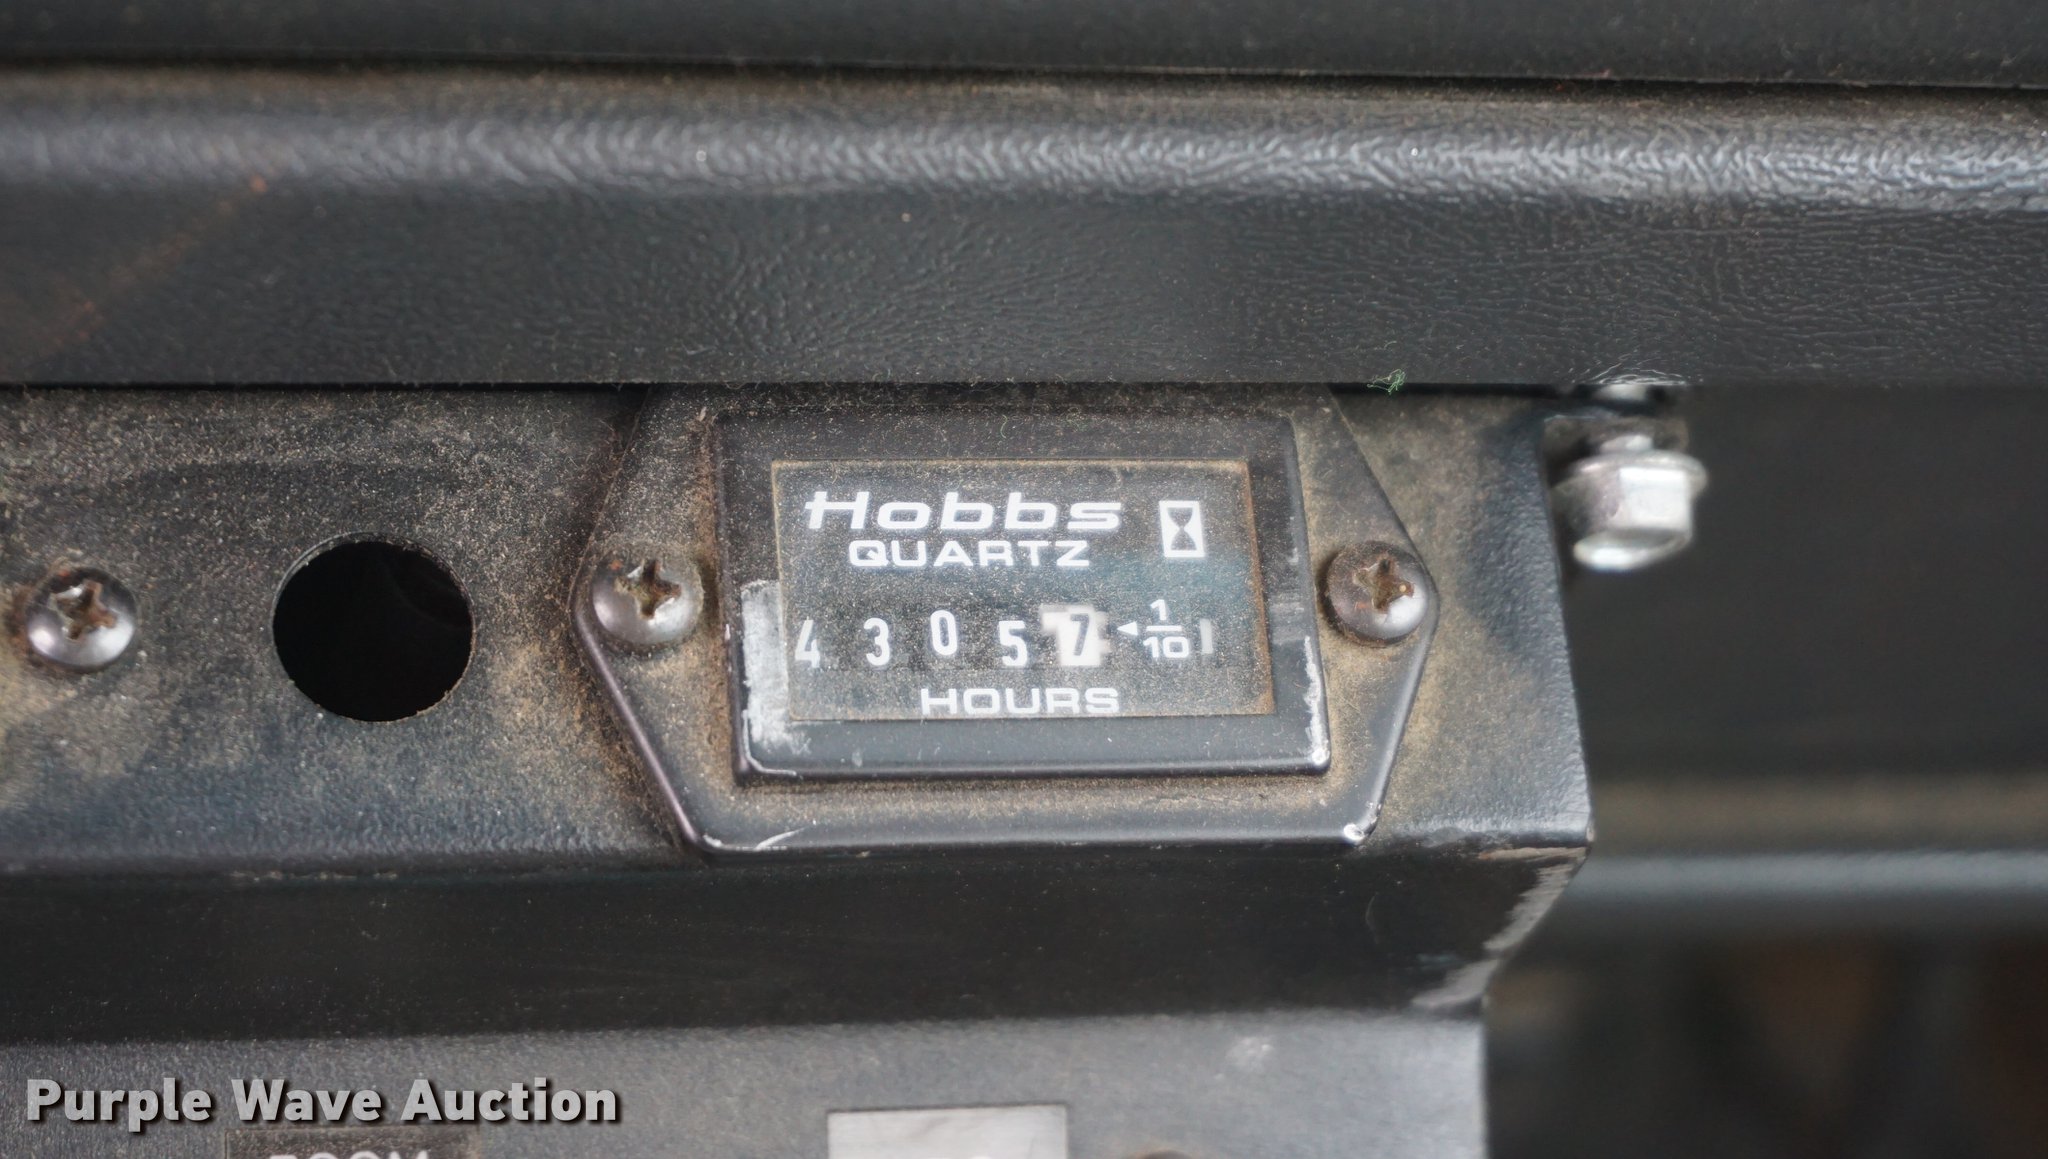 Hobbs
QUARTZ
4 3 0 5 7 1/10
HOURS
Purple Wave Auction